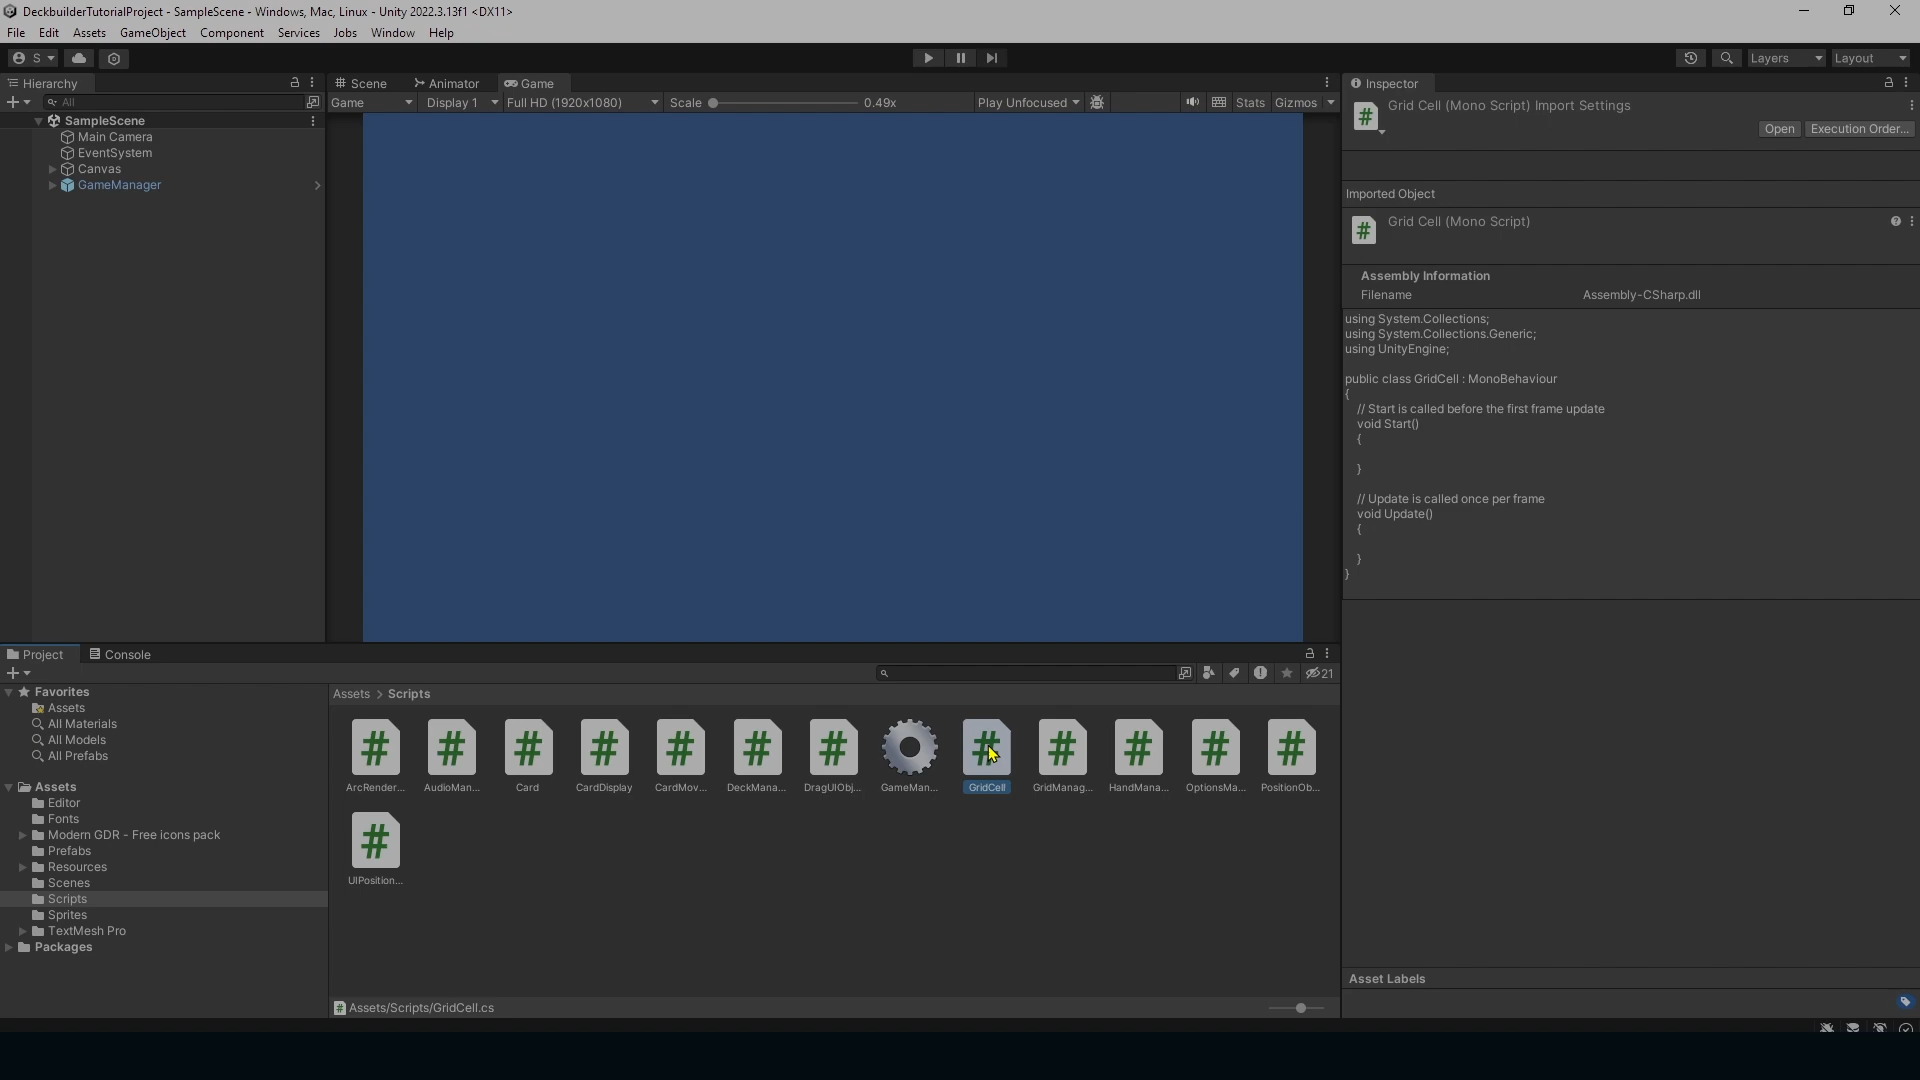 DeckbuilderTutorialProject - SampleScene - Windows, Mac, Linux - Unity 2022.3.13f1 <DX11>
File Edit Assets GameObject Component Services Jobs Window Help
S Layers Layout
Hierarchy
All
SampleScene
Main Camera
EventSystem
Canvas
GameManager
Scene Animator Game
Game Display 1 Full HD (1920x1080) Scale 0.49x Play Unfocused Stats Gizmos
Inspector
Grid Cell (Mono Script) Import Settings
Open Execution Order...
Imported Object
Grid Cell (Mono Script)
Assembly Information
Filename Assembly-CSharp.dll
using System.Collections;
using System.Collections.Generic;
using UnityEngine;
public class GridCell : MonoBehaviour
{
// Start is called before the first frame update
void Start()
{
}
// Update is called once per frame
void Update()
{
}
}
Asset Labels
Project Console
21
Favorites
Assets
All Materials
All Models
All Prefabs
Assets
Editor
Fonts
Modern GDR - Free icons pack
Prefabs
Resources
Scenes
Scripts
Sprites
TextMesh Pro
Packages
Assets > Scripts
ArcRender... AudioMan... Card CardDisplay CardMov... DeckMana... DragUIObj... GameMan... GridCell GridManag... HandMana... OptionsMa... PositionOb...
UIPosition...
Assets/Scripts/GridCell.cs